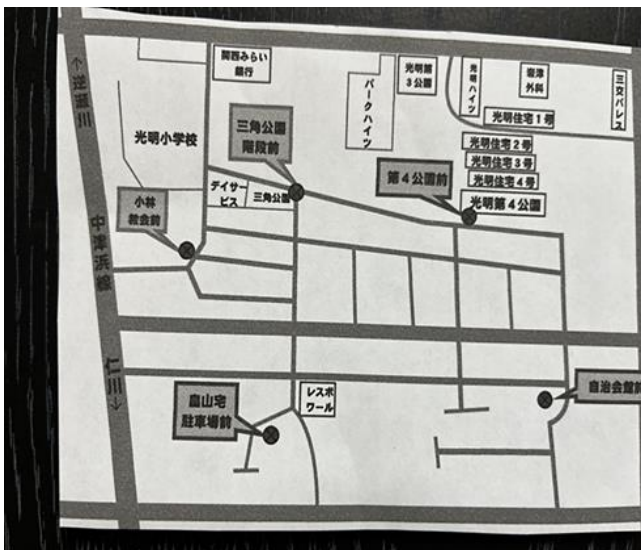 ↑逆瀬川
中津浜線
仁川↓
関西みらい
銀行
光明小学校
パークハイツ
光明第
3公園
光明ハイツ
岩津
外科
三交パレス
光明住宅1号
光明住宅2号
光明住宅3号
光明住宅4号
光明第4公園
三角公園
階段前
第4公園前
デイサー
ビス
三角公園
小林
教会前
レスポ
ワール
畠山宅
駐車場前
自治会館前